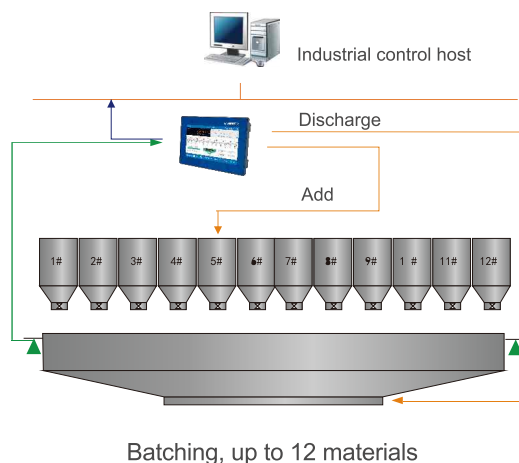 Industrial control host
Discharge
Add
1# 2# 3# 4# 5# 6# 7# 8# 9# 1 # 11# 12#
Batching, up to 12 materials